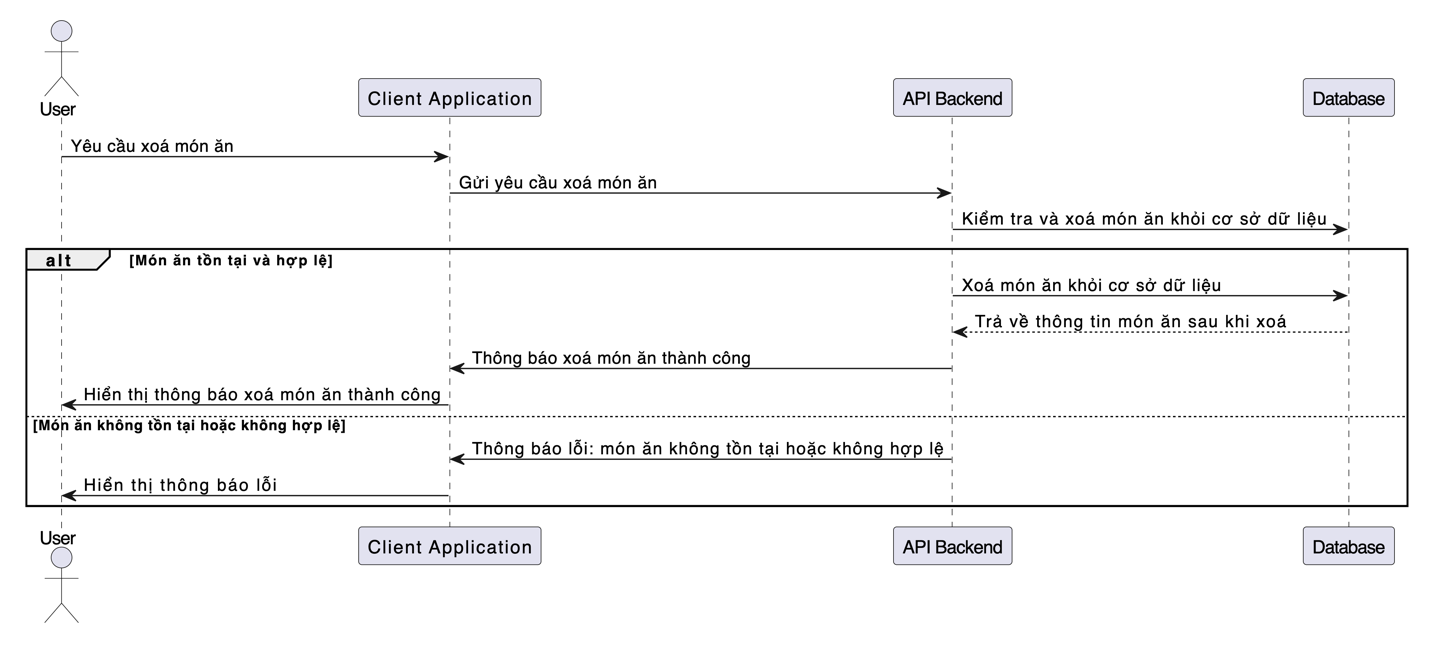 User
Client Application
API Backend
Database
Yêu cầu xoá món ăn
Gửi yêu cầu xoá món ăn
Kiểm tra và xoá món ăn khỏi cơ sở dữ liệu
alt
[Món ăn tồn tại và hợp lệ]
Xoá món ăn khỏi cơ sở dữ liệu
Trả về thông tin món ăn sau khi xoá
Thông báo xoá món ăn thành công
Hiển thị thông báo xoá món ăn thành công
[Món ăn không tồn tại hoặc không hợp lệ]
Thông báo lỗi: món ăn không tồn tại hoặc không hợp lệ
Hiển thị thông báo lỗi
User
Client Application
API Backend
Database